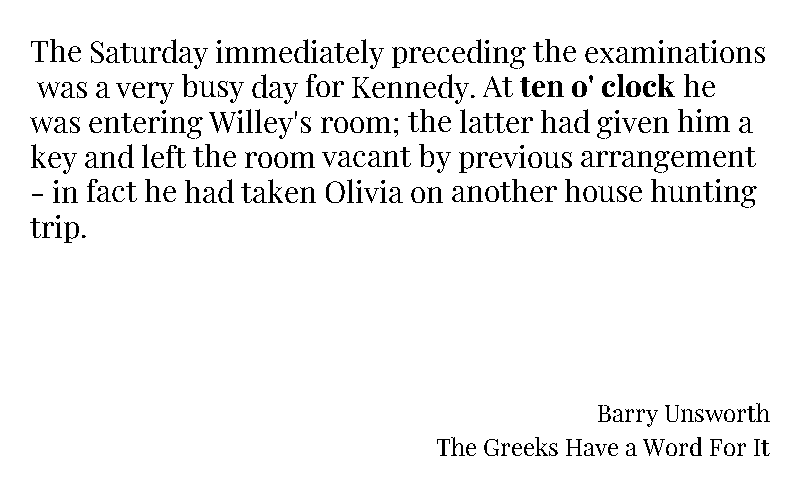 The Saturday immediately preceding the examinations
was a very busy day for Kennedy. At ten o' clock he
was entering Willey's room; the latter had given him a
key and left the room vacant by previous arrangement
- in fact he had taken Olivia on another house hunting
trip.
Barry Unsworth
The Greeks Have a Word For It